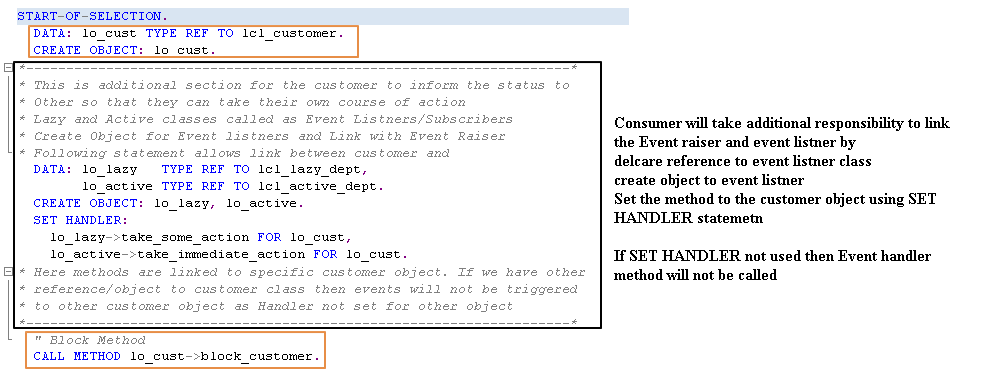 START-OF-SELECTION.
DATA: lo_cust TYPE REF TO lcl_customer.
CREATE OBJECT: lo_cust.
*-------------------------------------------------------------------*
* This is additional section for the customer to inform the status to
* Other so that they can take their own course of action
* Lazy and Active classes called as Event Listners/Subscribers
* Create Object for Event listners and Link with Event Raiser
* Following statement allows link between customer and
DATA: lo_lazy   TYPE REF TO lcl_lazy_dept,
lo_active TYPE REF TO lcl_active_dept.
CREATE OBJECT: lo_lazy, lo_active.
SET HANDLER:
lo_lazy->take_some_action FOR lo_cust,
lo_active->take_immediate_action FOR lo_cust.
* Here methods are linked to specific customer object. If we have other
* reference/object to customer class then events will not be triggered
* to other customer object as Handler not set for other object
*-------------------------------------------------------------------*
" Block Method
CALL METHOD lo_cust->block_customer.
Consumer will take additional responsibility to link
the Event raiser and event listner by
delcare reference to event listner class
create object to event listner
Set the method to the customer object using SET
HANDLER statemetn
If SET HANDLER not used then Event handler
method will not be called